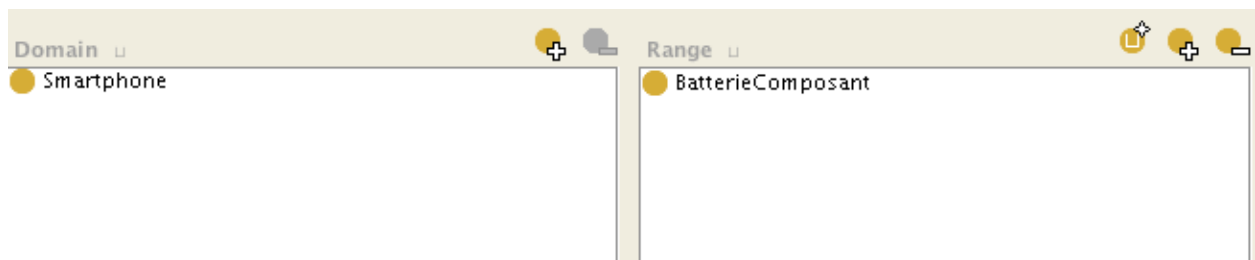 Domain ⊔
Range ⊔
Smartphone
BatterieComposant